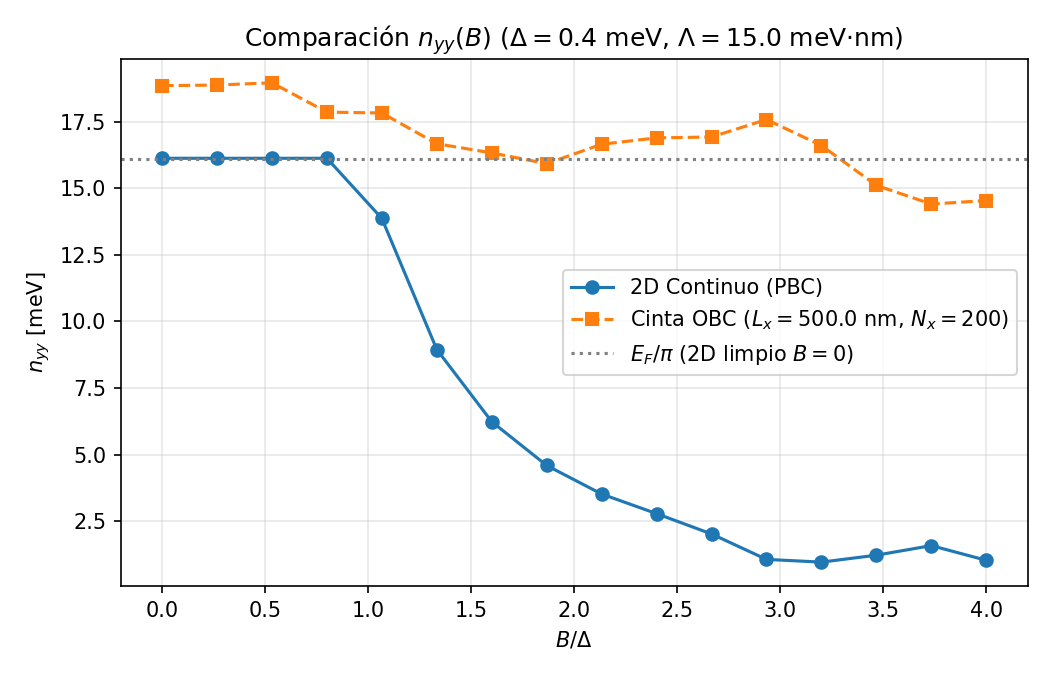 Comparación $n_{yy}(B)$ ($\Delta = 0.4$ meV, $\Lambda = 15.0$ meV·nm)
$n_{yy}$ [meV]
17.5
15.0
12.5
10.0
7.5
5.0
2.5
2D Continuo (PBC)
Cinta OBC ($L_x = 500.0$ nm, $N_x = 200$)
$E_F/\pi$ (2D limpio $B = 0$)
0.0 0.5 1.0 1.5 2.0 2.5 3.0 3.5 4.0
$B/\Delta$